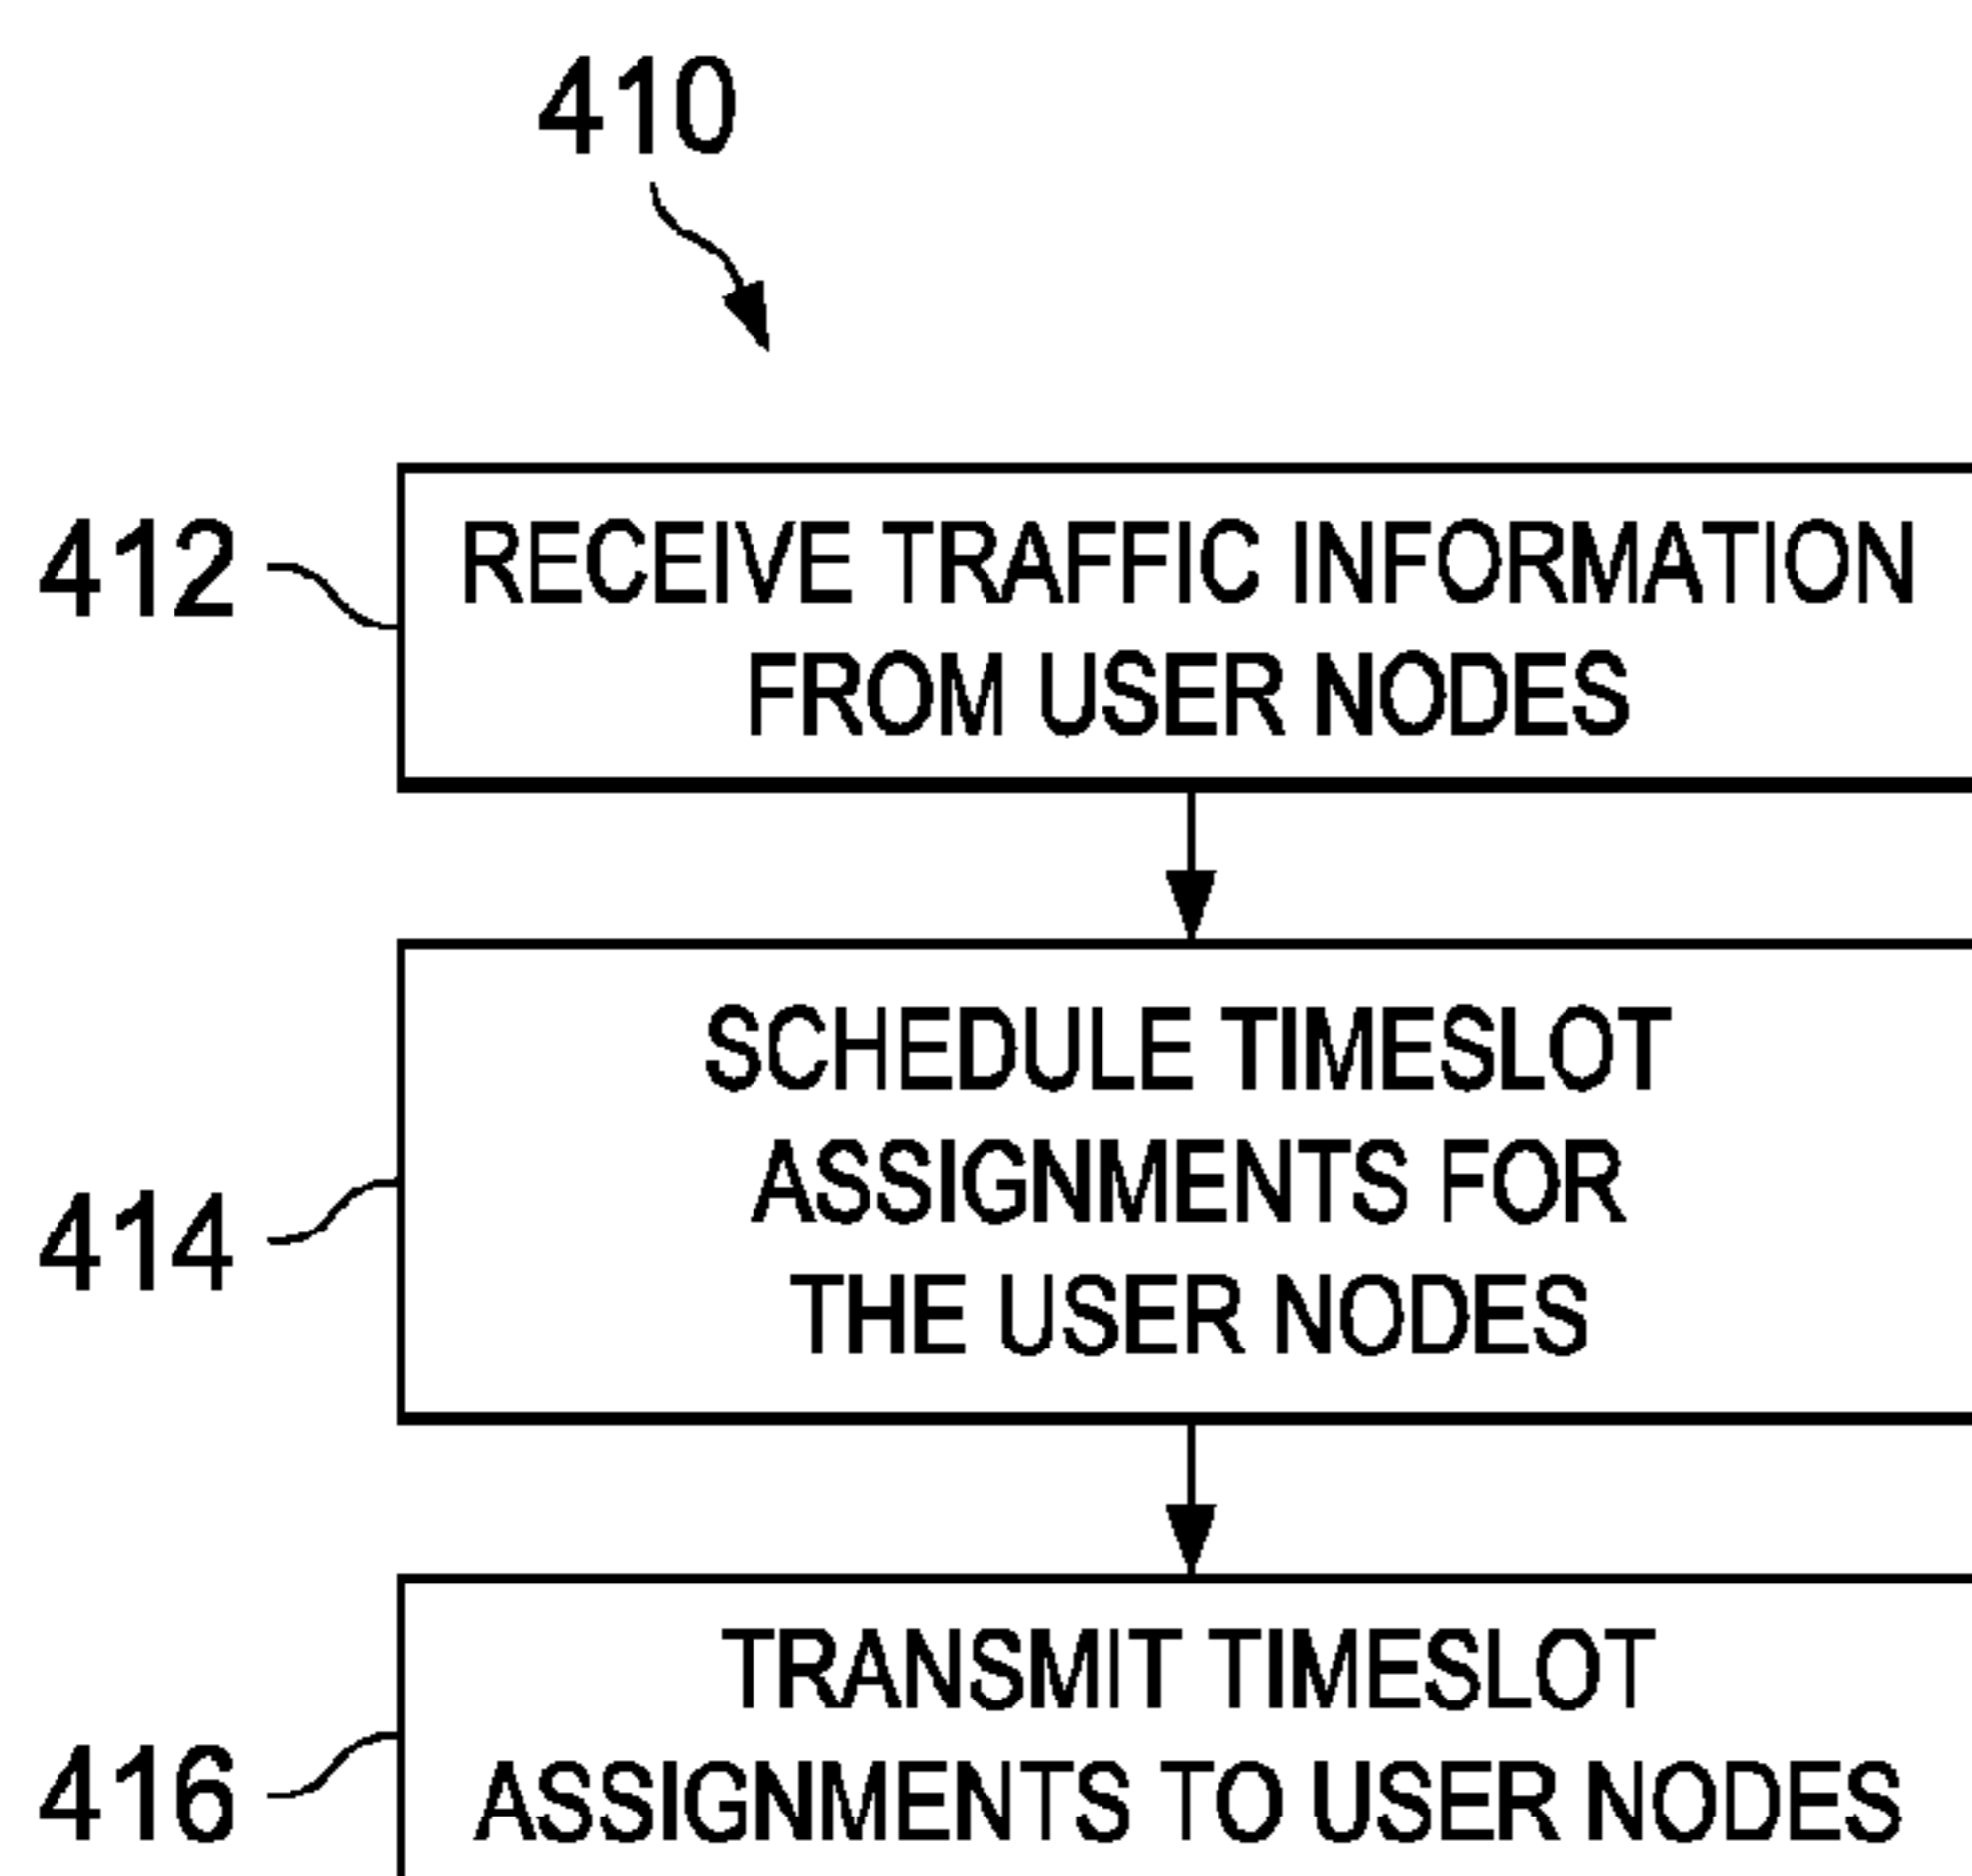 410
412
RECEIVE TRAFFIC INFORMATION
FROM USER NODES
414
SCHEDULE TIMESLOT
ASSIGNMENTS FOR
THE USER NODES
416
TRANSMIT TIMESLOT
ASSIGNMENTS TO USER NODES